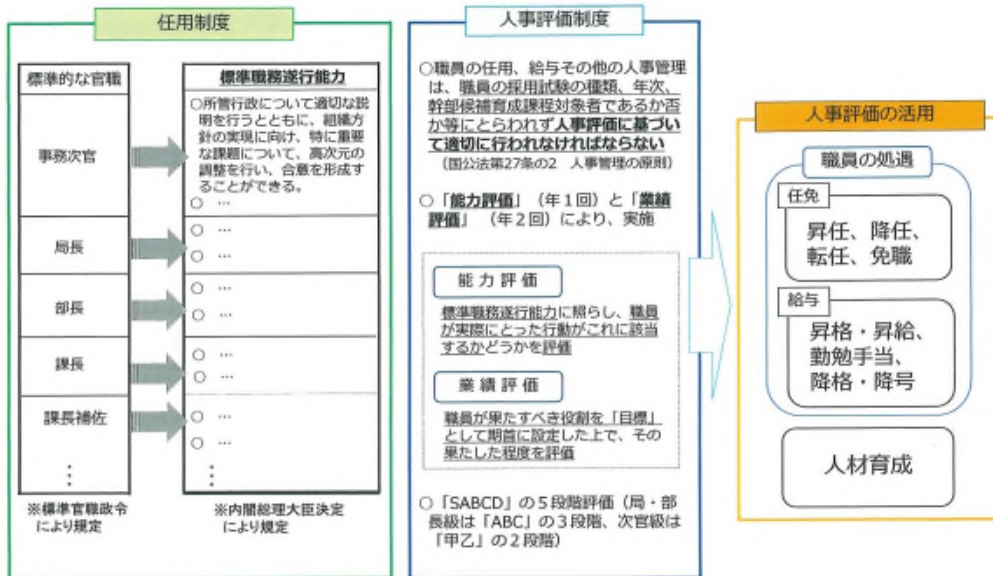 任用制度
標準的な官職
標準職務遂行能力
事務次官
○所管行政について適切な説
明を行うとともに、組織方
針の実現に向け、特に重要
な課題について、高次元の
調整を行い、合意を形成す
ることができる。
○ …
局長
○ …
○ …
部長
○ …
○ …
課長
○ …
○ …
課長補佐
○ …
○ …
⋮
⋮
※標準官職政令
により規定
※内閣総理大臣決定
により規定
人事評価制度
○職員の任用、給与その他の人事管理
は、職員の採用試験の種類、年次、
幹部候補育成課程対象者であるか否
か等にとらわれず人事評価に基づい
て適切に行われなければならない
（国公法第27条の2　人事管理の原則）
○「能力評価」（年１回）と「業績
評価」（年２回）により、実施
能力評価
標準職務遂行能力に照らし、職員
が実際にとった行動がこれに該当
するかどうかを評価
業績評価
職員が果たすべき役割を「目標」
として期首に設定した上で、その
果たした程度を評価
○「SABCD」の５段階評価（局・部
長級は「ABC」の３段階、次官級は
「甲乙」の２段階）
人事評価の活用
職員の処遇
任免
昇任、降任、
転任、免職
給与
昇格・昇給、
勤勉手当、
降格・降号
人材育成